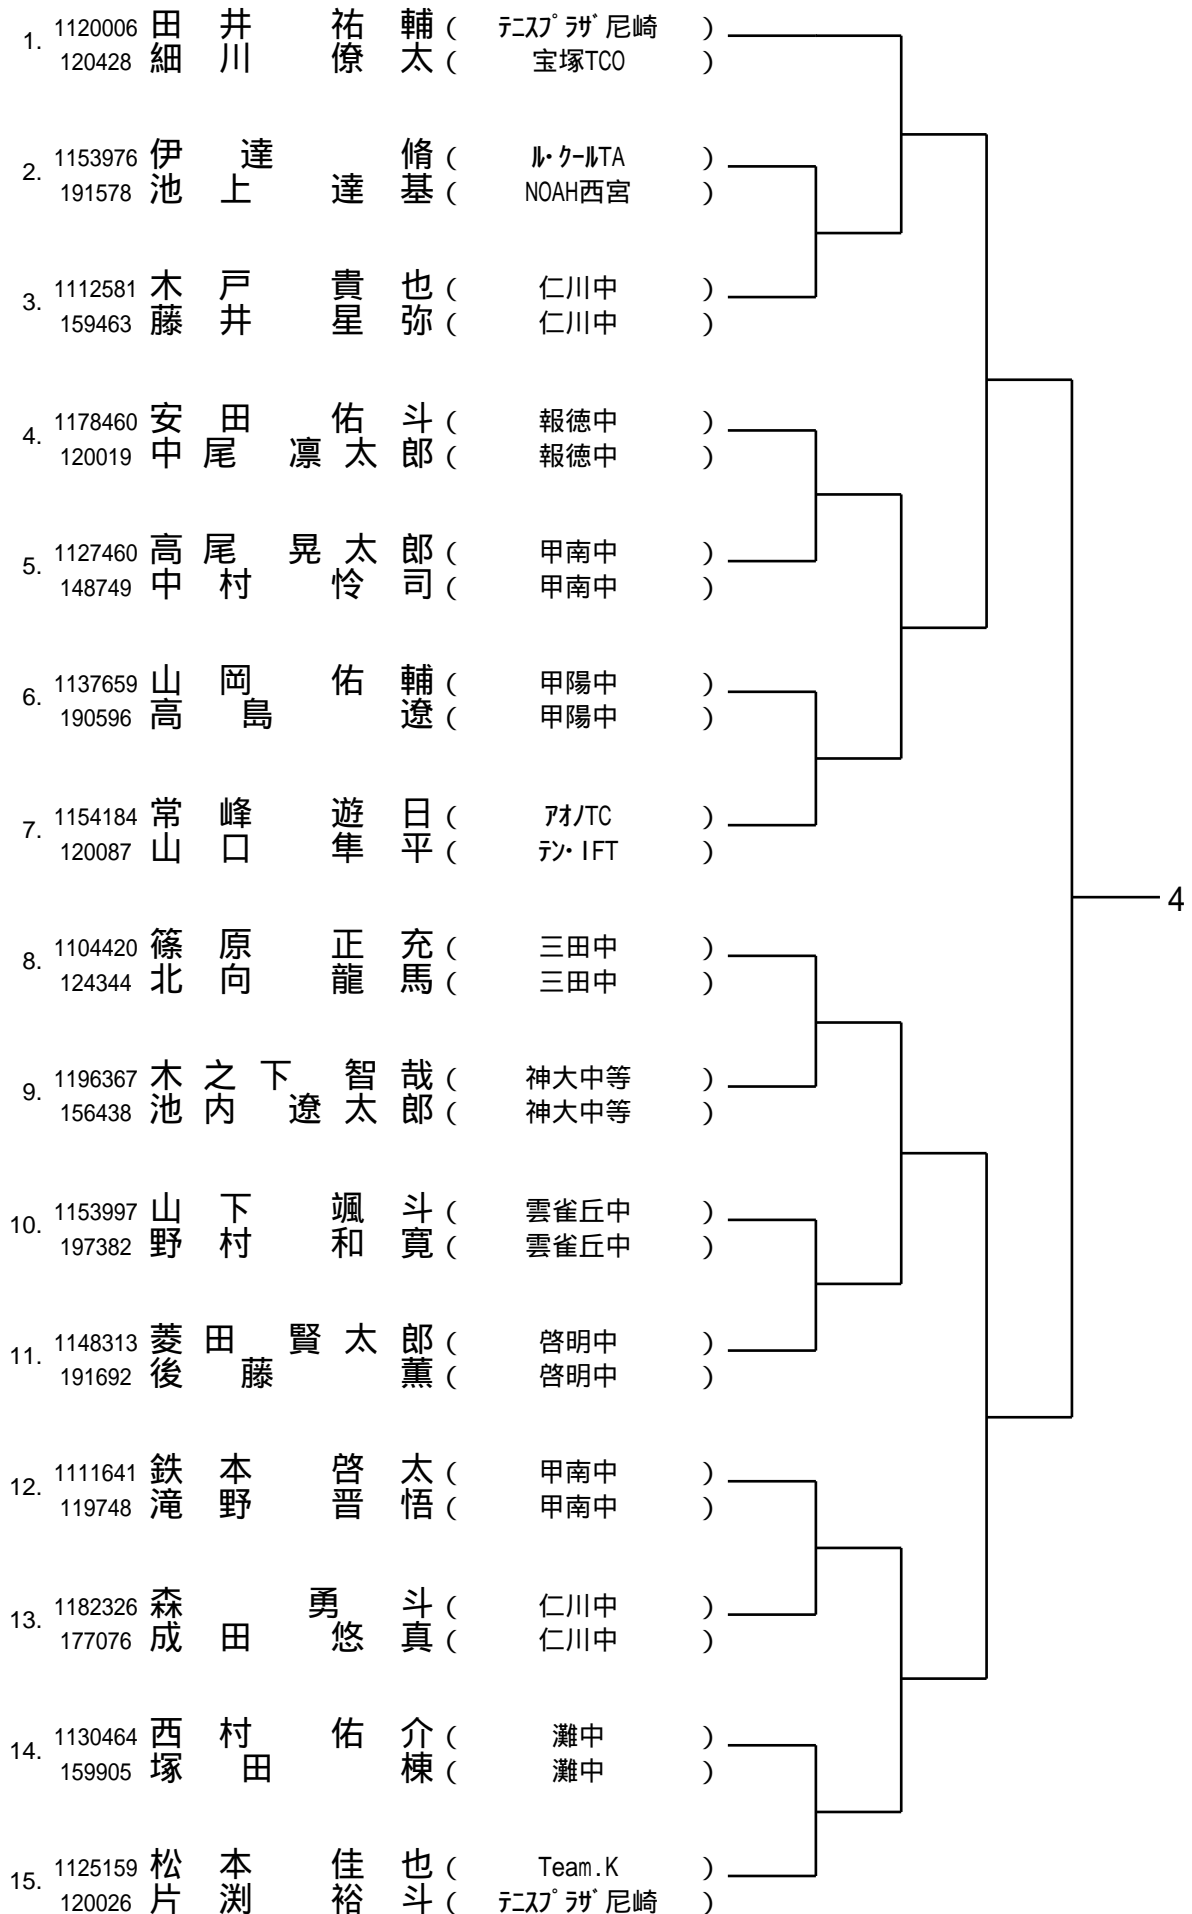 1. 1120006 田井 祐輔 ( ﾃﾆｽﾌﾟﾗｻﾞ尼崎 )
120428 細川 僚太 ( 宝塚TCO )
2. 1153976 伊達 脩 ( ﾙ・ｸｰﾙTA )
191578 池上 達基 ( NOAH西宮 )
3. 1112581 木戸 貴也 ( 仁川中 )
159463 藤井 星弥 ( 仁川中 )
4. 1178460 安田 佑斗 ( 報徳中 )
120019 中尾 凛太郎 ( 報徳中 )
5. 1127460 高尾 晃太郎 ( 甲南中 )
148749 中村 怜司 ( 甲南中 )
6. 1137659 山岡 佑輔 ( 甲陽中 )
190596 高島 遼 ( 甲陽中 )
7. 1154184 常峰 遊日 ( ｱｵﾉTC )
120087 山口 隼平 ( ﾃﾝ・IFT )
4
8. 1104420 篠原 正充 ( 三田中 )
124344 北向 龍馬 ( 三田中 )
9. 1196367 木之下 智哉 ( 神大中等 )
156438 池内 遼太郎 ( 神大中等 )
10. 1153997 山下 颯斗 ( 雲雀丘中 )
197382 野村 和寛 ( 雲雀丘中 )
11. 1148313 菱田 賢太郎 ( 啓明中 )
191692 後藤 薫 ( 啓明中 )
12. 1111641 鉄本 啓太 ( 甲南中 )
119748 滝野 晋悟 ( 甲南中 )
13. 1182326 森 勇斗 ( 仁川中 )
177076 成田 悠真 ( 仁川中 )
14. 1130464 西村 佑介 ( 灘中 )
159905 塚田 棟 ( 灘中 )
15. 1125159 松本 佳也 ( Team.K )
120026 片渕 裕斗 ( ﾃﾆｽﾌﾟﾗｻﾞ尼崎 )